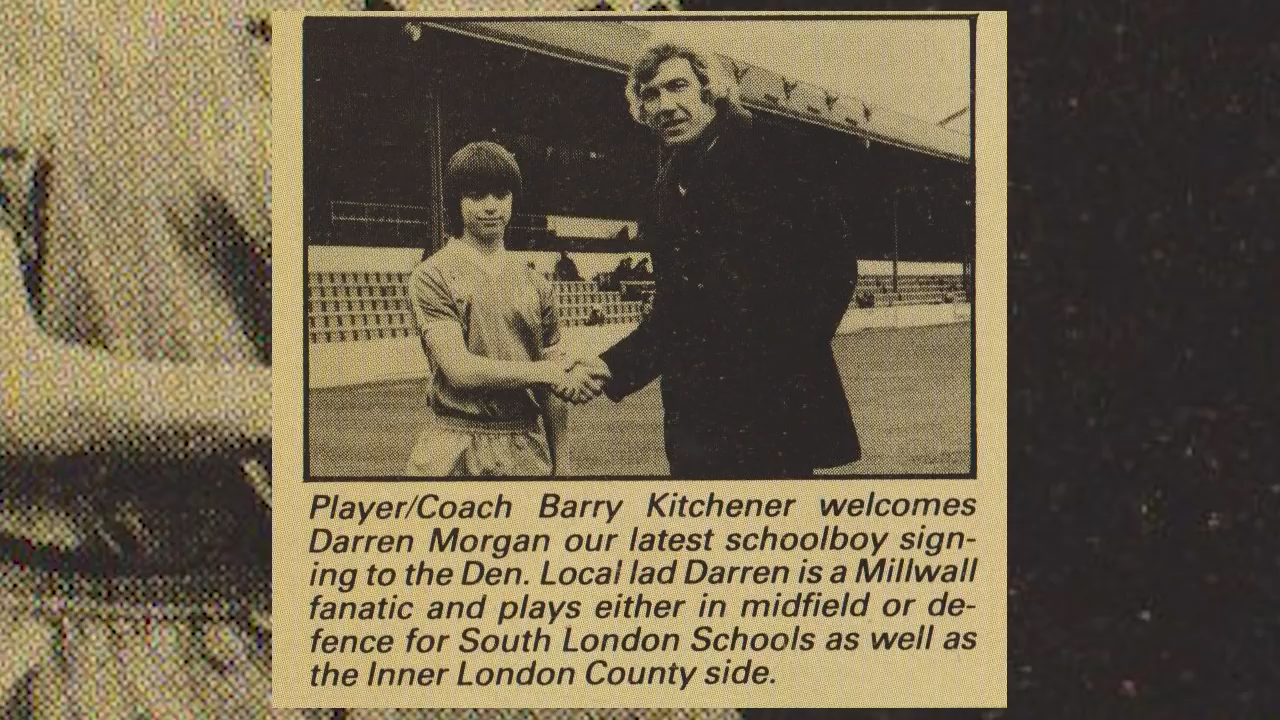 Player/Coach Barry Kitchener welcomes
Darren Morgan our latest schoolboy sign-
ing to the Den. Local lad Darren is a Millwall
fanatic and plays either in midfield or de-
fence for South London Schools as well as
the Inner London County side.